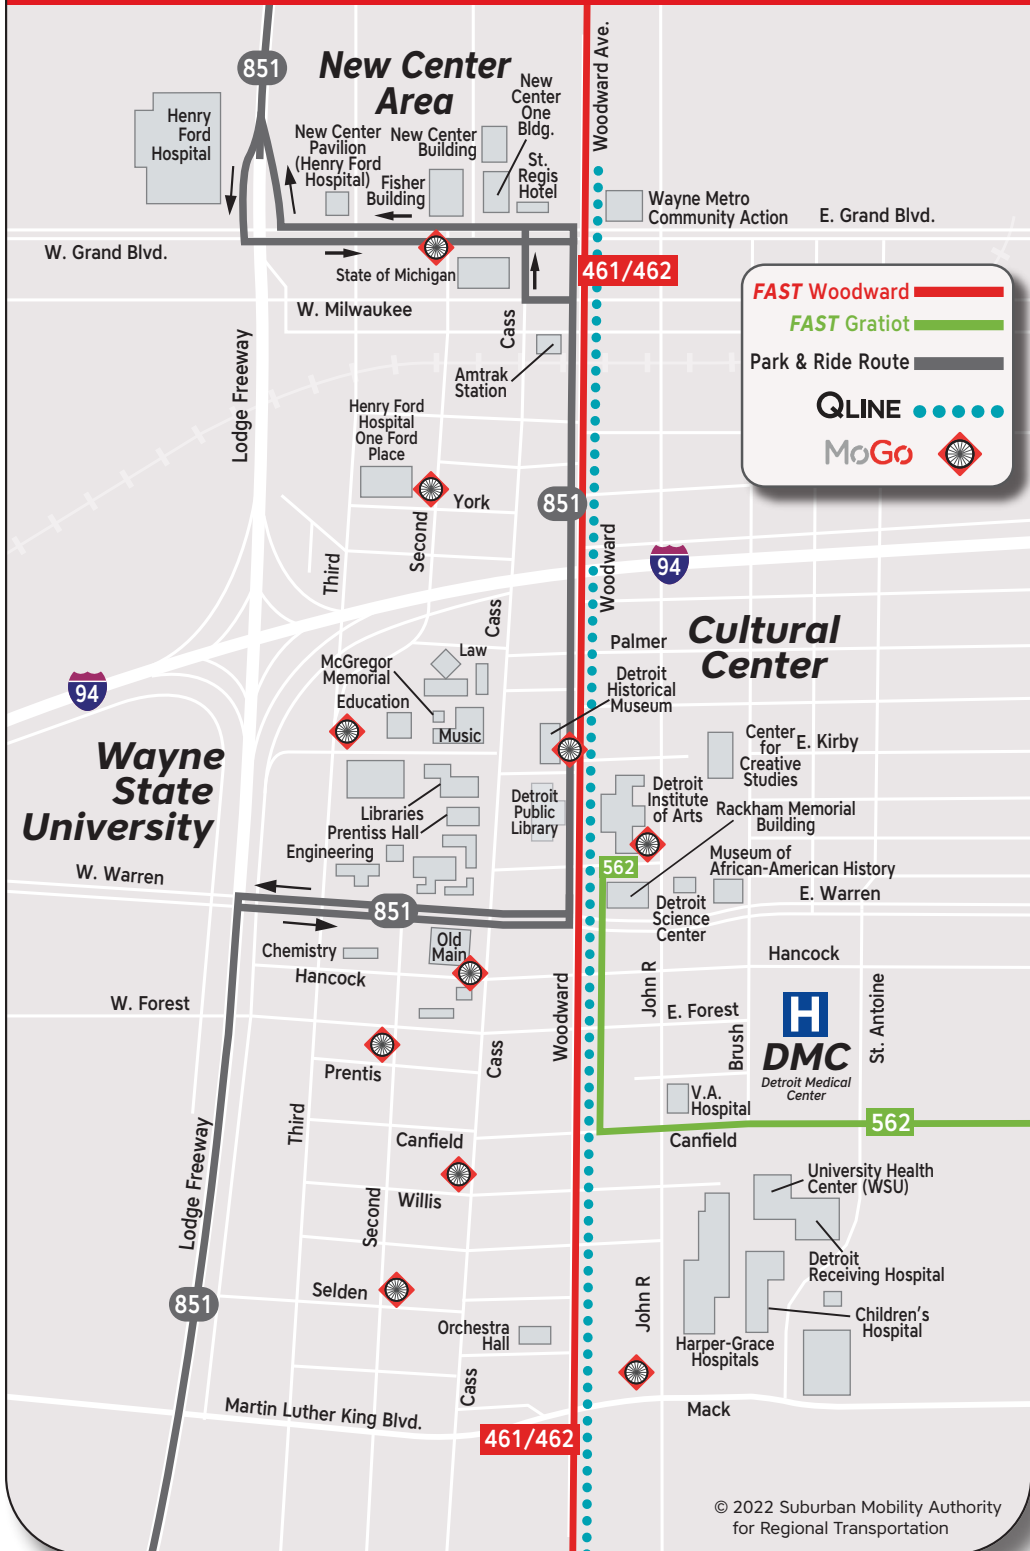 851
New Center
Area
Woodward Ave.
Henry
Ford
Hospital
New Center
Pavilion
(Henry Ford
Hospital)
New Center
Building
New
Center
One
Bldg.
Fisher
Building
St.
Regis
Hotel
Wayne Metro
Community Action
E. Grand Blvd.
W. Grand Blvd.
State of Michigan
461/462
W. Milwaukee
Cass
Lodge Freeway
Amtrak
Station
FAST Woodward
FAST Gratiot
Park & Ride Route
QLINE
MoGo
Henry Ford
Hospital
One Ford
Place
York
851
Second
Third
Woodward
94
Cass
Cultural
Center
Palmer
Law
McGregor
Memorial
Education
Music
94
Detroit
Historical
Museum
Center
for
Creative
Studies
E. Kirby
Wayne
State
University
Libraries
Prentiss Hall
Engineering
Detroit
Public
Library
Detroit
Institute
of Arts
Rackham Memorial
Building
562
Museum of
African-American History
W. Warren
E. Warren
851
Detroit
Science
Center
Chemistry
Old
Main
Hancock
Hancock
W. Forest
Woodward
John R
E. Forest
Brush
St. Antoine
H
DMC
Detroit Medical
Center
Prentis
Cass
V.A.
Hospital
Third
Lodge Freeway
Canfield
Canfield
562
Willis
Second
University Health
Center (WSU)
Detroit
Receiving Hospital
Selden
851
John R
Children's
Hospital
Orchestra
Hall
Harper-Grace
Hospitals
Cass
Martin Luther King Blvd.
Mack
461/462
© 2022 Suburban Mobility Authority
for Regional Transportation